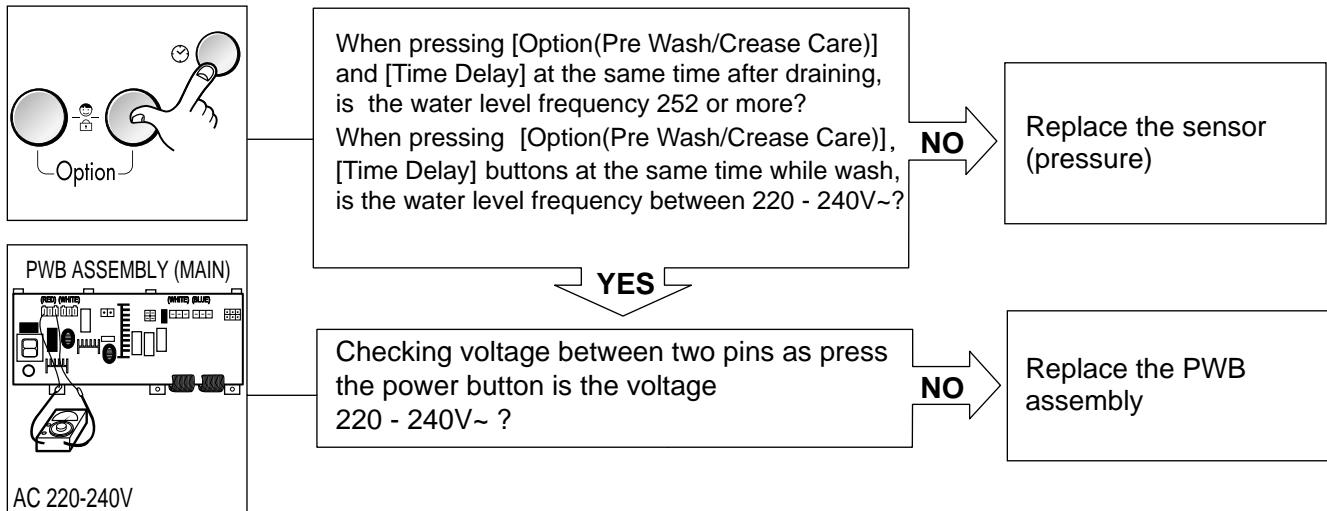 Option
When pressing [Option(Pre Wash/Crease Care)]
and [Time Delay] at the same time after draining,
is the water level frequency 252 or more?
When pressing [Option(Pre Wash/Crease Care)],
[Time Delay] buttons at the same time while wash,
is the water level frequency between 220 - 240V~?
NO
Replace the sensor
(pressure)
YES
PWB ASSEMBLY (MAIN)
(RED) (WHITE) (WHITE) (BLUE)
AC 220-240V
Checking voltage between two pins as press
the power button is the voltage
220 - 240V~ ?
NO
Replace the PWB
assembly